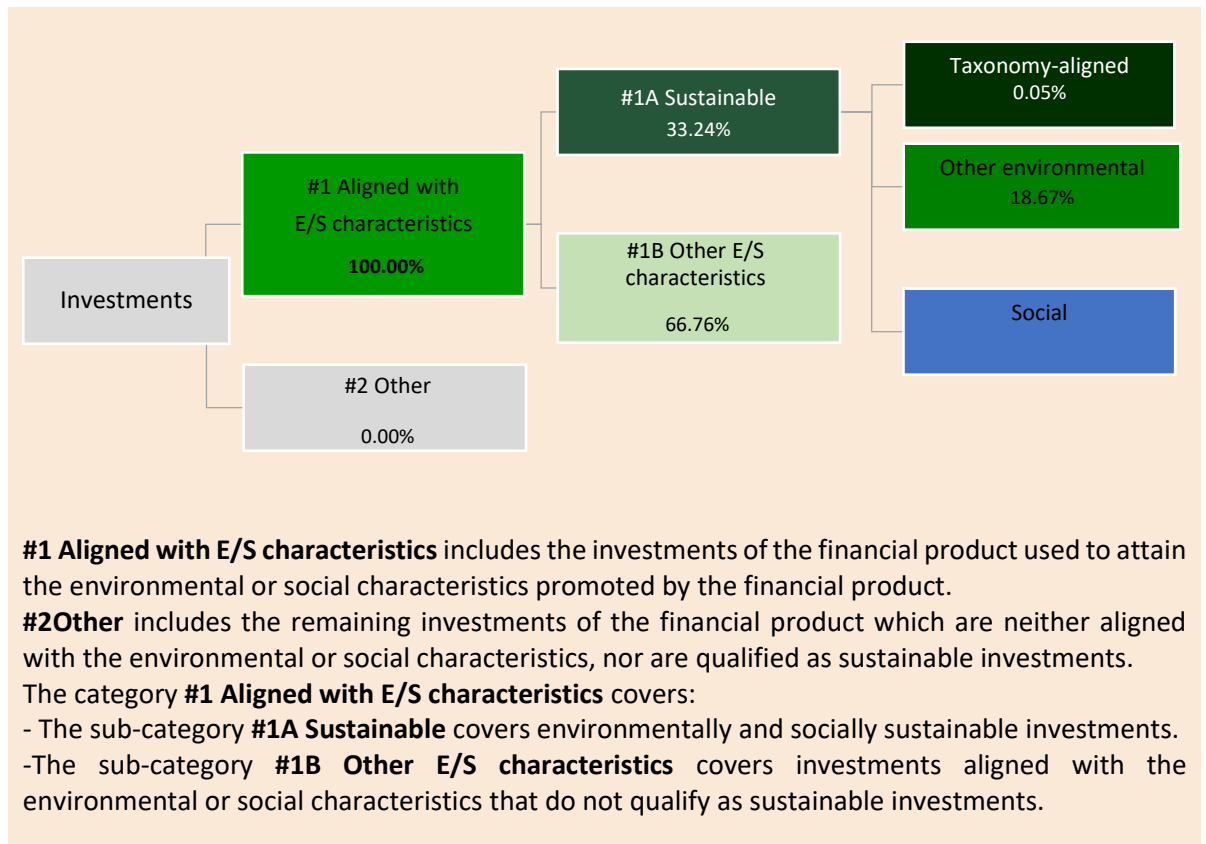 Investments
#1 Aligned with
E/S characteristics
100.00%
#2 Other
0.00%
#1A Sustainable
33.24%
#1B Other E/S
characteristics
66.76%
Taxonomy-aligned
0.05%
Other environmental
18.67%
Social
#1 Aligned with E/S characteristics includes the investments of the financial product used to attain
the environmental or social characteristics promoted by the financial product.
#2Other includes the remaining investments of the financial product which are neither aligned
with the environmental or social characteristics, nor are qualified as sustainable investments.
The category #1 Aligned with E/S characteristics covers:
- The sub-category #1A Sustainable covers environmentally and socially sustainable investments.
-The sub-category #1B Other E/S characteristics covers investments aligned with the
environmental or social characteristics that do not qualify as sustainable investments.